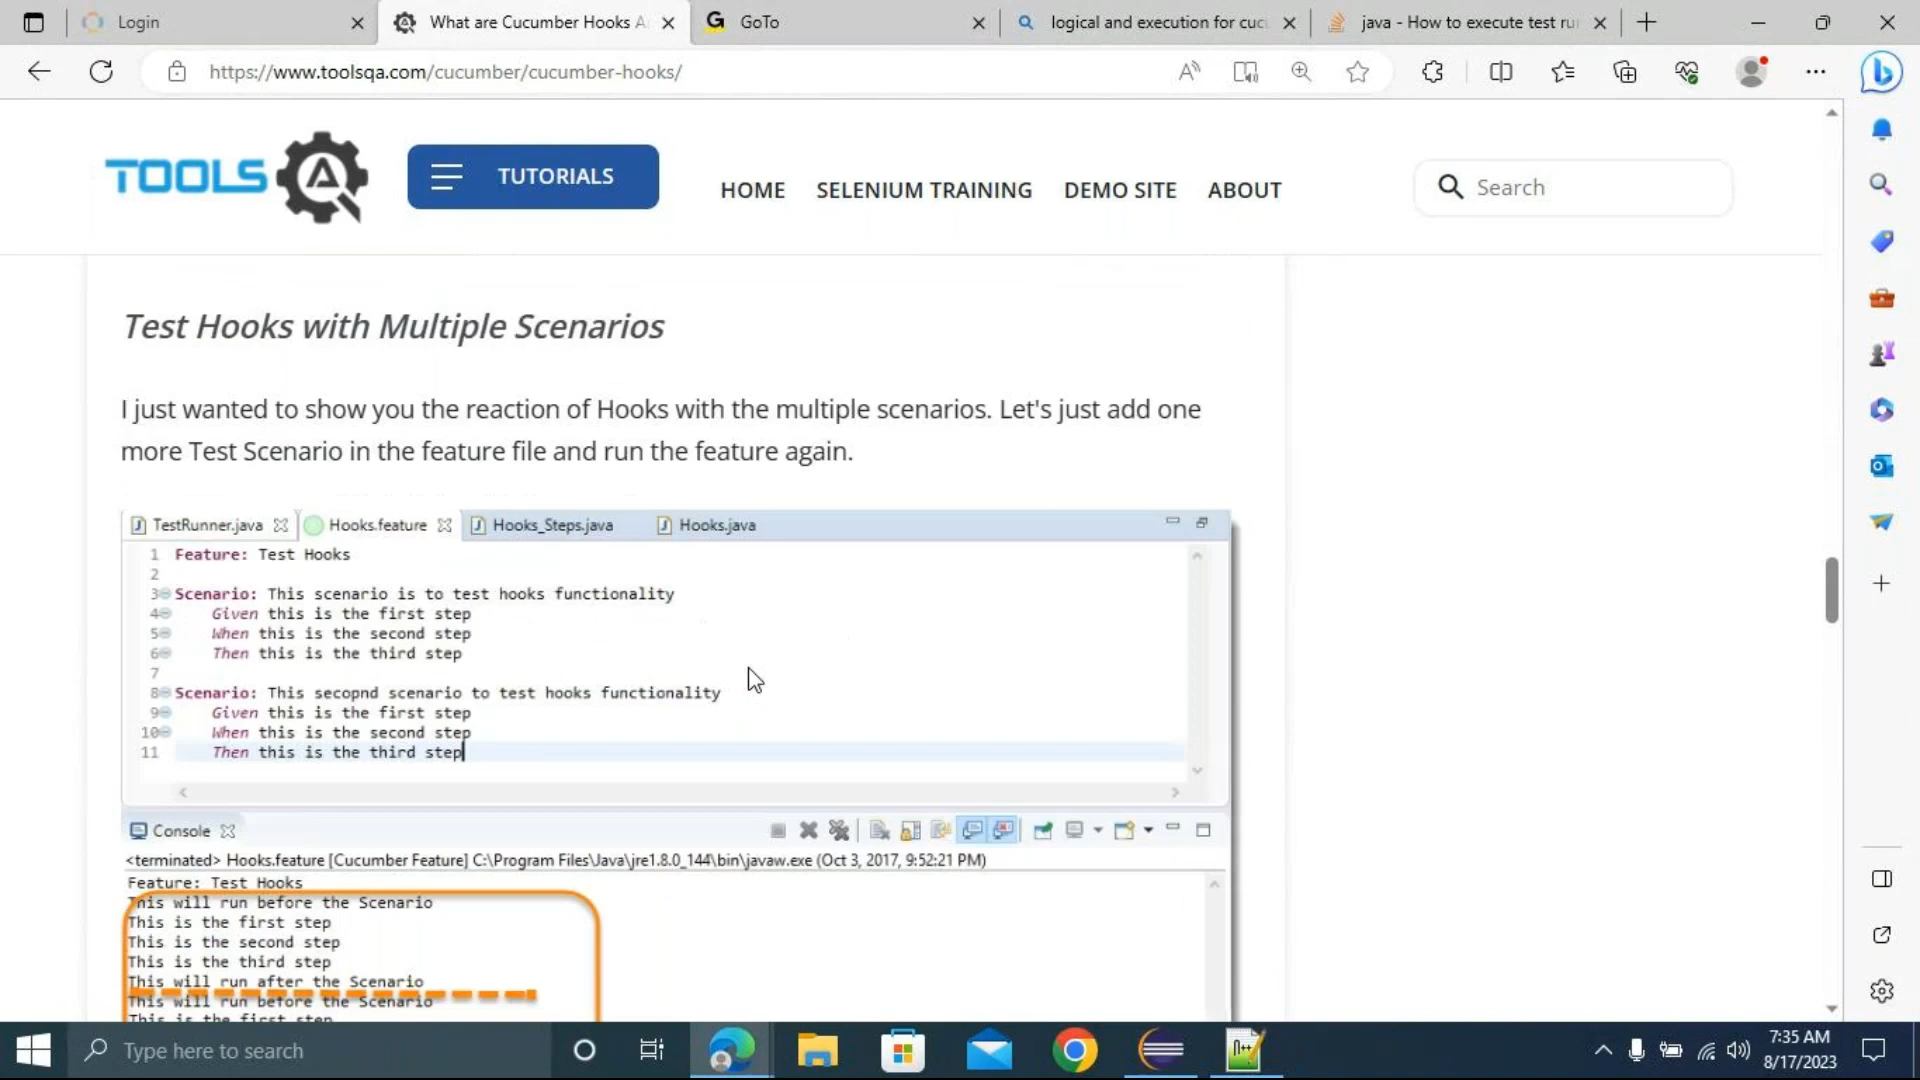 Login
What are Cucumber Hooks A
GoTo
logical and execution for cuc
java - How to execute test ru
https://www.toolsqa.com/cucumber/cucumber-hooks/
TOOLS QA
TUTORIALS
HOME
SELENIUM TRAINING
DEMO SITE
ABOUT
Search
Test Hooks with Multiple Scenarios
I just wanted to show you the reaction of Hooks with the multiple scenarios. Let's just add one
more Test Scenario in the feature file and run the feature again.
TestRunner.java
Hooks.feature
Hooks_Steps.java
Hooks.java
1 Feature: Test Hooks
2
3 Scenario: This scenario is to test hooks functionality
4 Given this is the first step
5 When this is the second step
6 Then this is the third step
7
8 Scenario: This secopnd scenario to test hooks functionality
9 Given this is the first step
10 When this is the second step
11 Then this is the third step
Console
<terminated> Hooks.feature [Cucumber Feature] C:\Program Files\Java\jre1.8.0_144\bin\javaw.exe (Oct 3, 2017, 9:52:21 PM)
Feature: Test Hooks
This will run before the Scenario
This is the first step
This is the second step
This is the third step
This will run after the Scenario
This will run before the Scenario
This is the first step
Type here to search
7:35 AM
8/17/2023